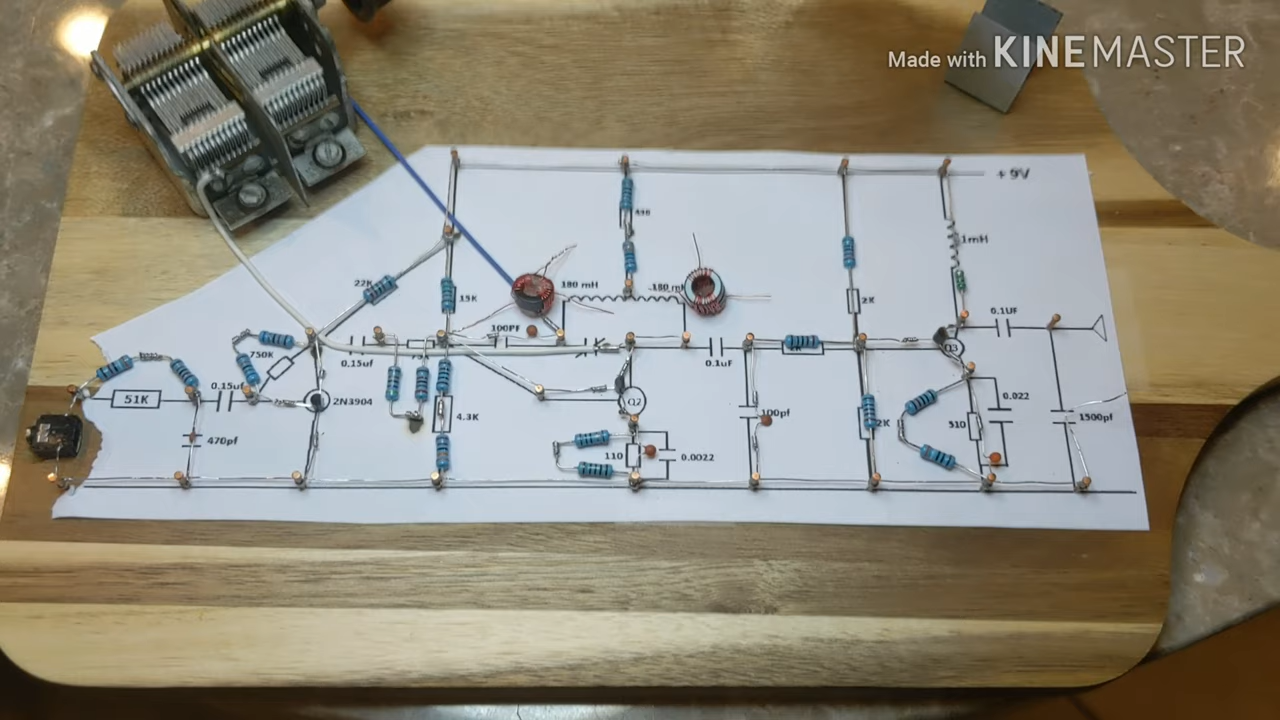 Made with KINEMASTER
+9V
1mH
22K
15K
180 mH
180 mH
2K
0.1UF
100PF
750K
0.15uf
0.1uF
Q3
51K
0.15uf
2N3904
Q2
4.3K
100pf
2K
510
0.022
1500pf
470pf
110
0.0022